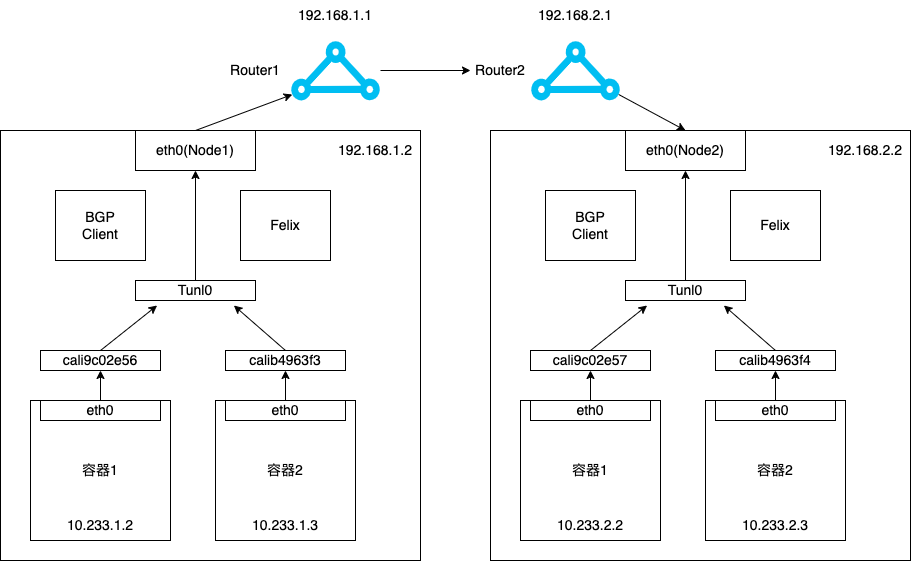 192.168.1.1
192.168.2.1
Router1
Router2
eth0(Node1)
192.168.1.2
eth0(Node2)
192.168.2.2
BGP
Client
Felix
BGP
Client
Felix
Tunl0
Tunl0
cali9c02e56
calib4963f3
cali9c02e57
calib4963f4
eth0
eth0
eth0
eth0
容器1
容器2
容器1
容器2
10.233.1.2
10.233.1.3
10.233.2.2
10.233.2.3